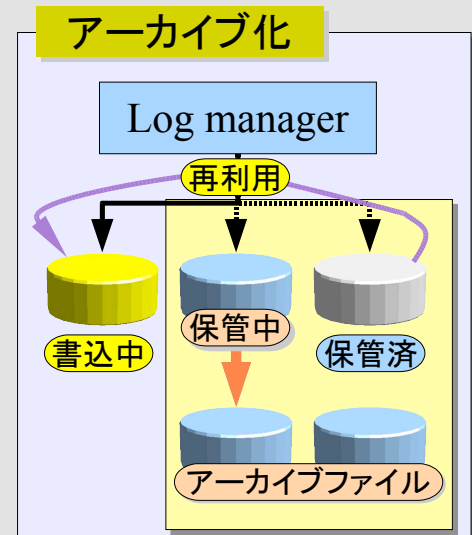 アーカイブ化
Log manager
再利用
保管中
書込中
保管済
アーカイブファイル